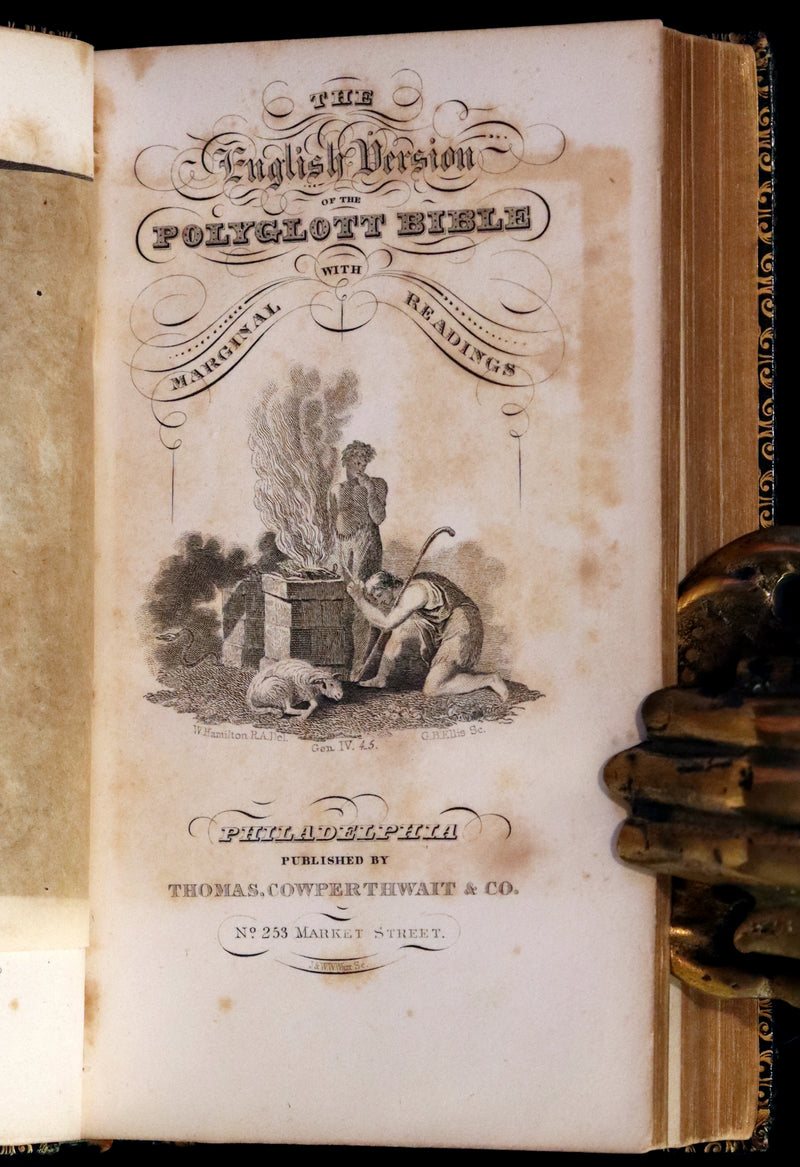 THE
English Version
OF THE
POLYGLOTT BIBLE
WITH
MARGINAL READINGS
W. Hamilton R.A. Del.
G.B. Ellis Sc.
Gen IV. 4.5.
PHILADELPHIA
PUBLISHED BY
THOMAS, COWPERTHWAIT & CO.
No 253 MARKET STREET.